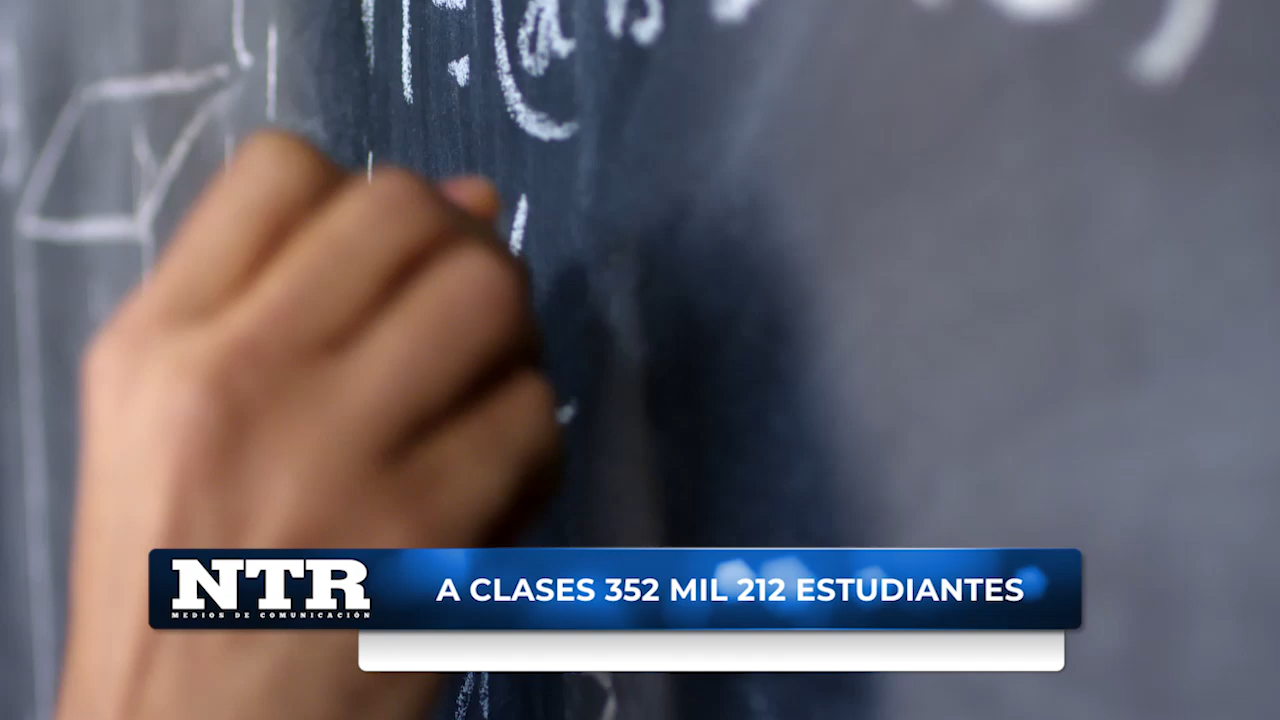 NTR
MEDIOS DE COMUNICACIÓN
A CLASES 352 MIL 212 ESTUDIANTES